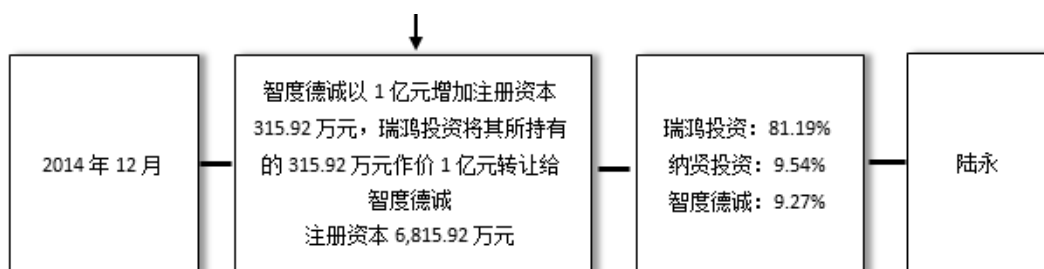 2014 年 12 月
智度德诚以 1 亿元增加注册资本
315.92 万元，瑞鸿投资将其所持有
的 315.92 万元作价 1 亿元转让给
智度德诚
注册资本 6,815.92 万元
瑞鸿投资：81.19%
纳贤投资：9.54%
智度德诚：9.27%
陆永